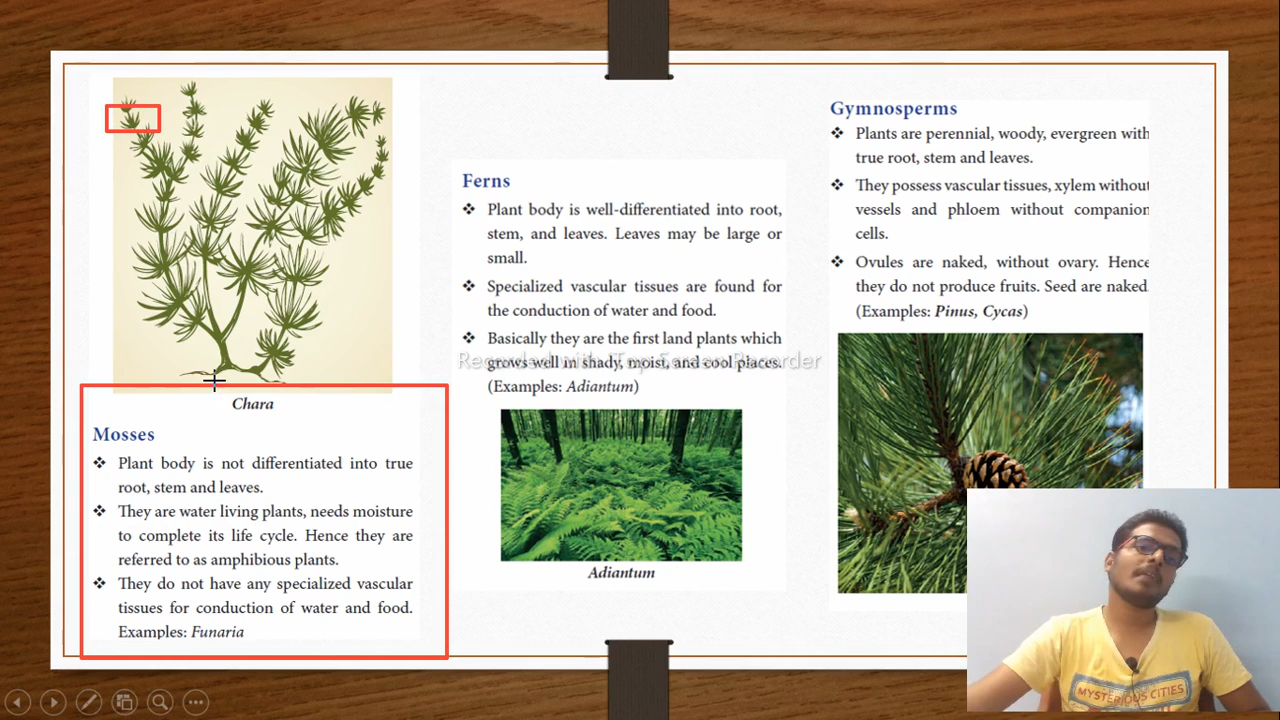 Chara
Mosses
❖ Plant body is not differentiated into true
root, stem and leaves.
❖ They are water living plants, needs moisture
to complete its life cycle. Hence they are
referred to as amphibious plants.
❖ They do not have any specialized vascular
tissues for conduction of water and food.
Examples: Funaria
Ferns
❖ Plant body is well-differentiated into root,
stem, and leaves. Leaves may be large or
small.
❖ Specialized vascular tissues are found for
the conduction of water and food.
❖ Basically they are the first land plants which
grows well in shady, moist, and cool places.
(Examples: Adiantum)
Adiantum
Recorded with iTop Screen Recorder
Gymnosperms
❖ Plants are perennial, woody, evergreen with
true root, stem and leaves.
❖ They possess vascular tissues, xylem without
vessels and phloem without companion
cells.
❖ Ovules are naked, without ovary. Hence
they do not produce fruits. Seed are naked.
(Examples: Pinus, Cycas)
MYSTERIOUS CITIES